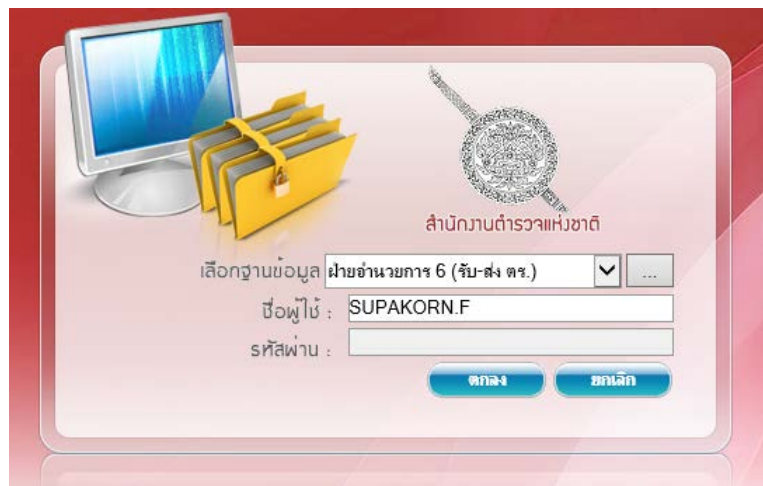 สำนักงานตำรวจแห่งชาติ
เลือกฐานข้อมูล ฝ่ายอำนวยการ 6 (รับ-ส่ง ตร.) ...
ชื่อผู้ใช้ : SUPAKORN.F
รหัสผ่าน :
ตกลง ยกเลิก